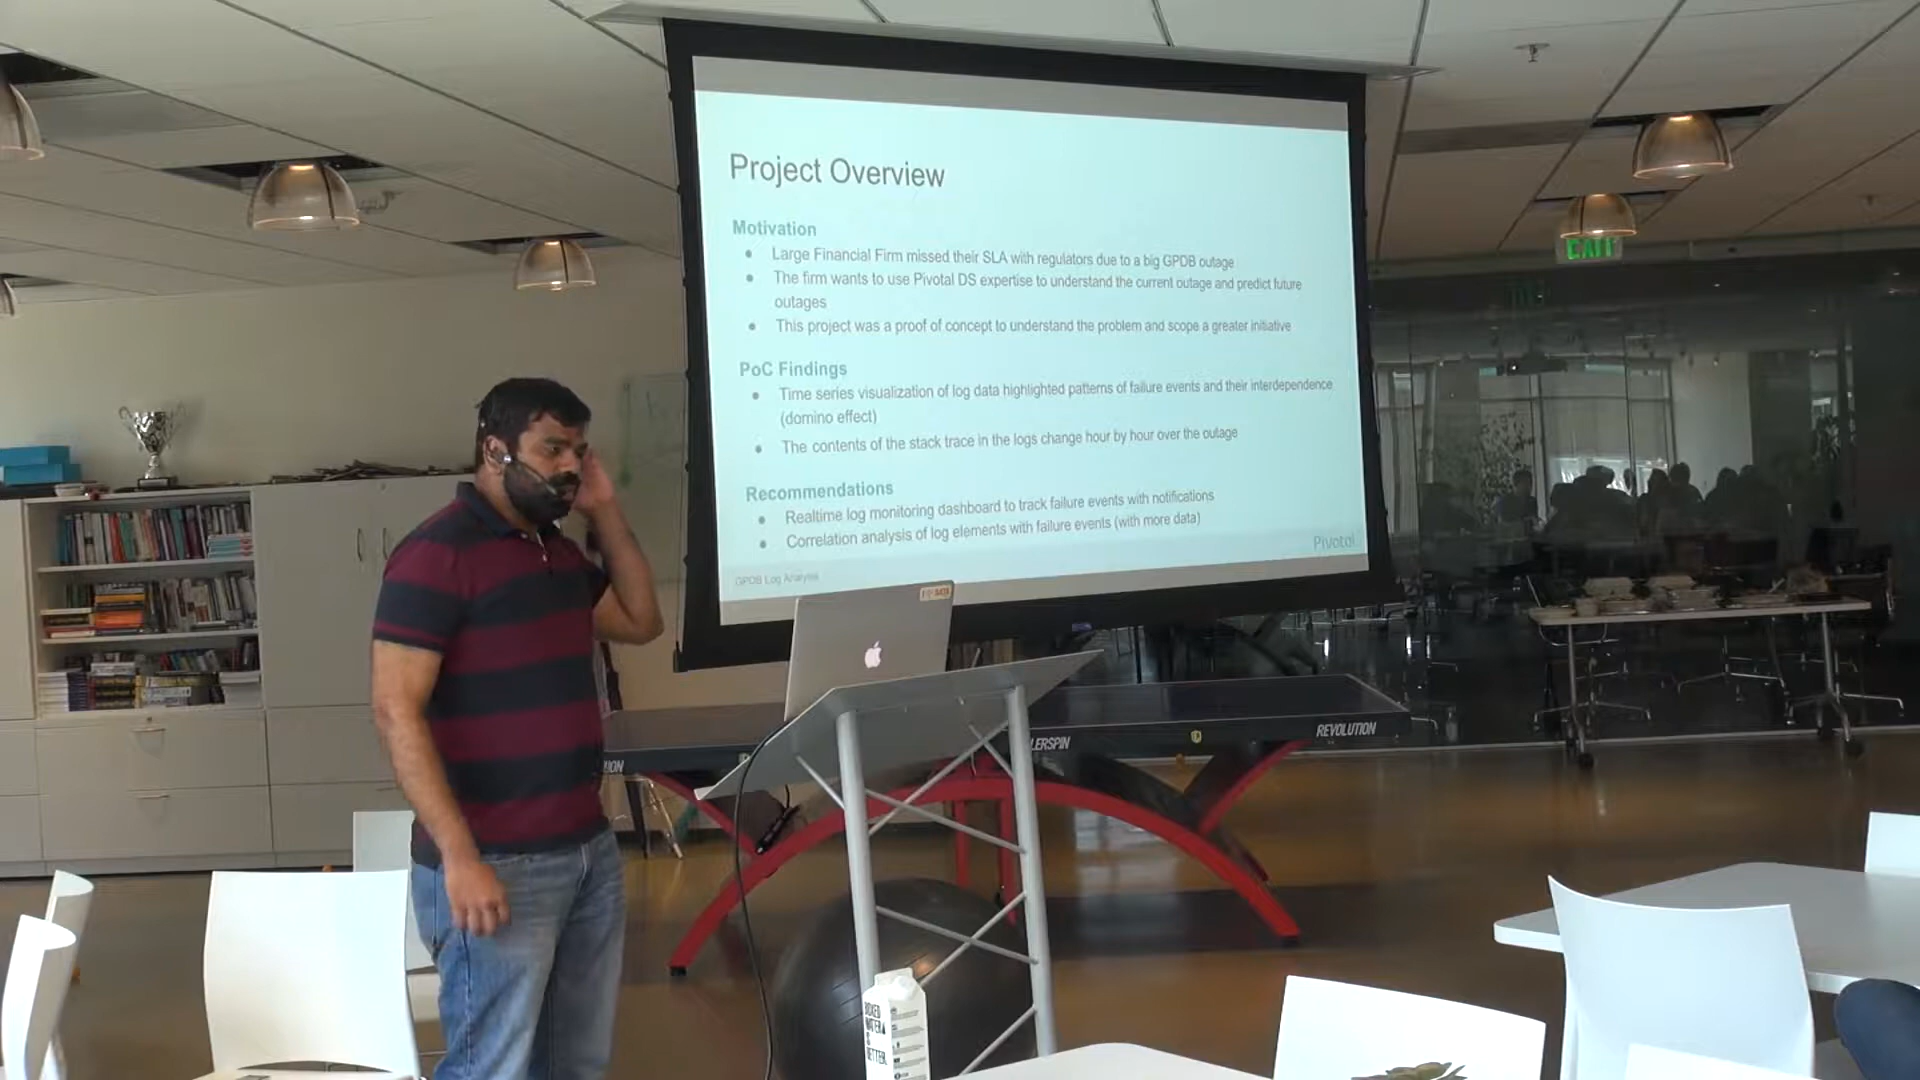 Project Overview
Motivation
Large Financial Firm missed their SLA with regulators due to a big GPDB outage
The firm wants to use Pivotal DS expertise to understand the current outage and predict future
outages
This project was a proof of concept to understand the problem and scope a greater initiative
PoC Findings
Time series visualization of log data highlighted patterns of failure events and their interdependence
(domino effect)
The contents of the stack trace in the logs change hour by hour over the outage
Recommendations
Realtime log monitoring dashboard to track failure events with notifications
Correlation analysis of log elements with failure events (with more data)
Pivotal
GPDB Log Analysis
EXIT
LERSPIN
REVOLUTION
BOXED
WATER
IS
BETTER.